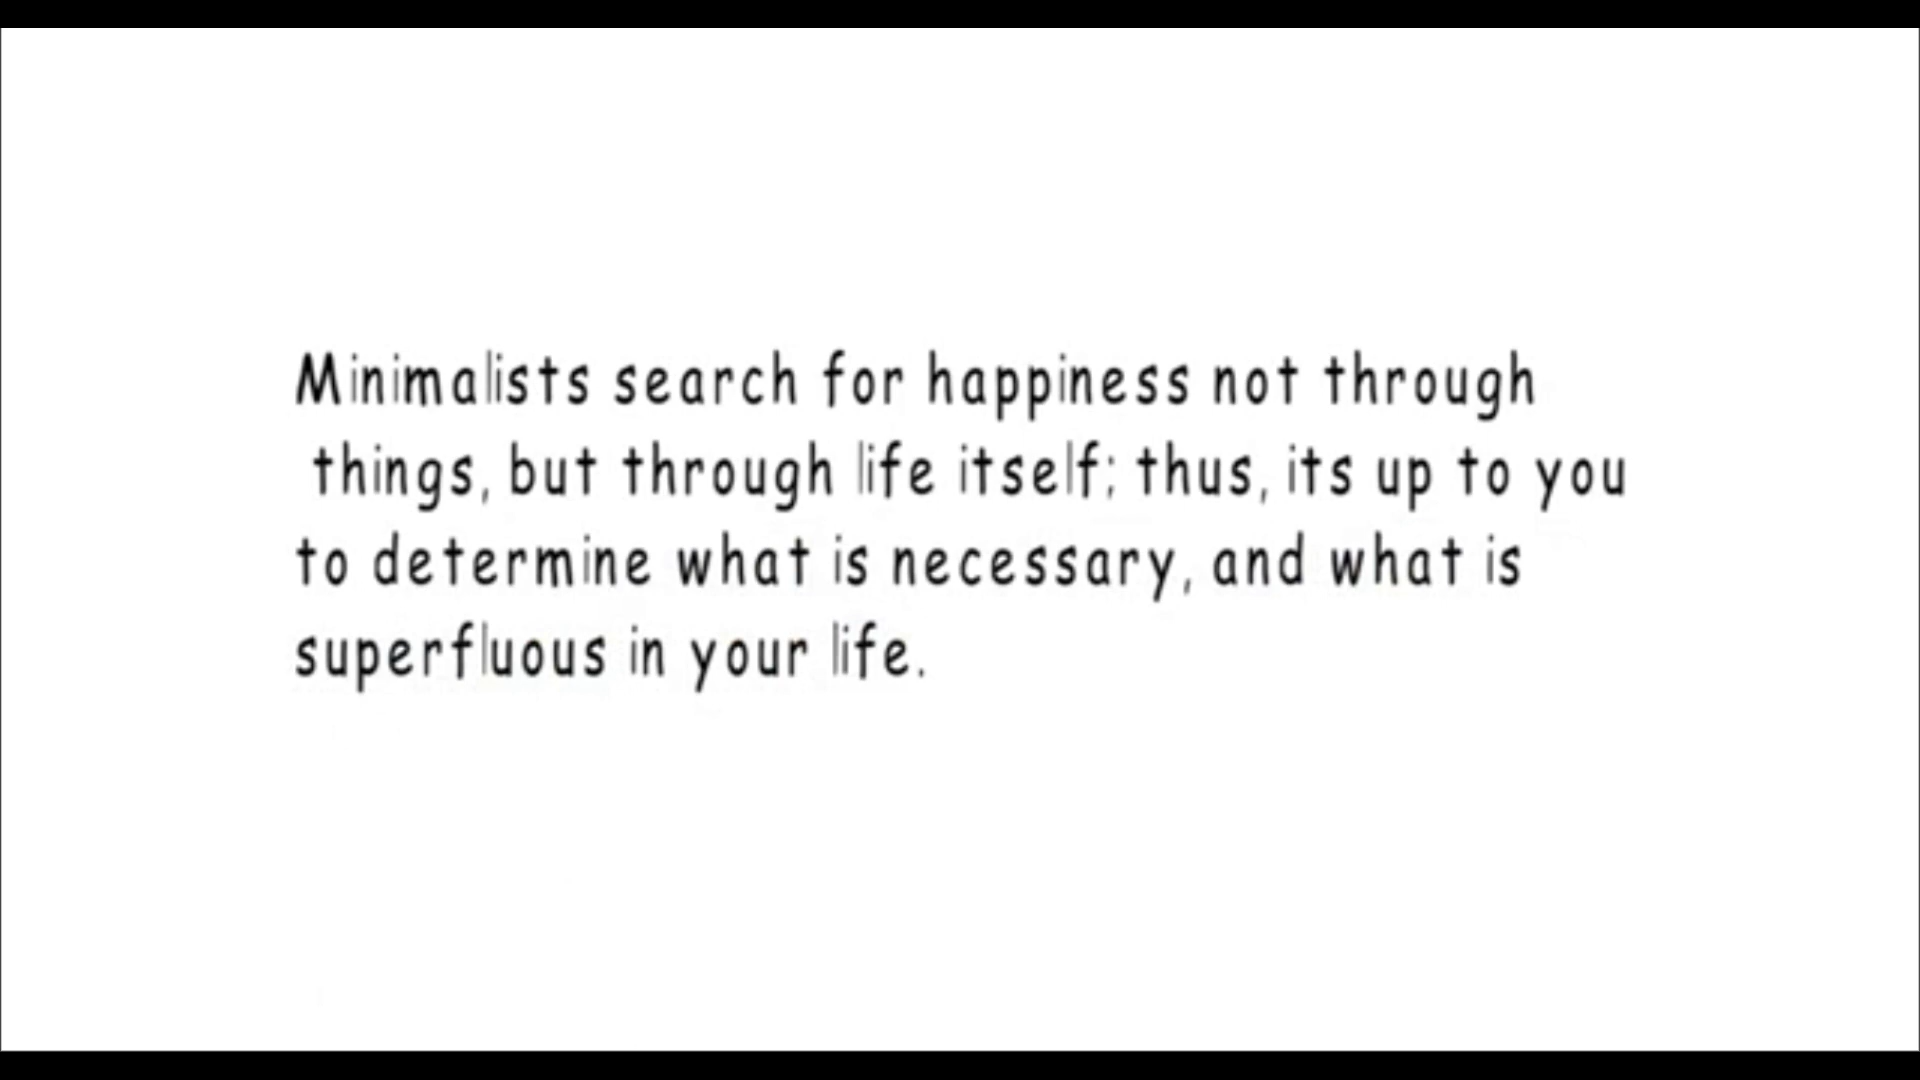 Minimalists search for happiness not through
things, but through life itself; thus, its up to you
to determine what is necessary, and what is
superfluous in your life.